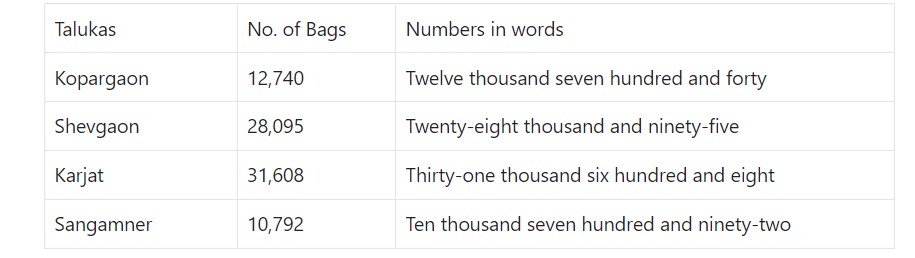 Talukas No. of Bags Numbers in words
Kopargaon 12,740 Twelve thousand seven hundred and forty
Shevgaon 28,095 Twenty-eight thousand and ninety-five
Karjat 31,608 Thirty-one thousand six hundred and eight
Sangamner 10,792 Ten thousand seven hundred and ninety-two